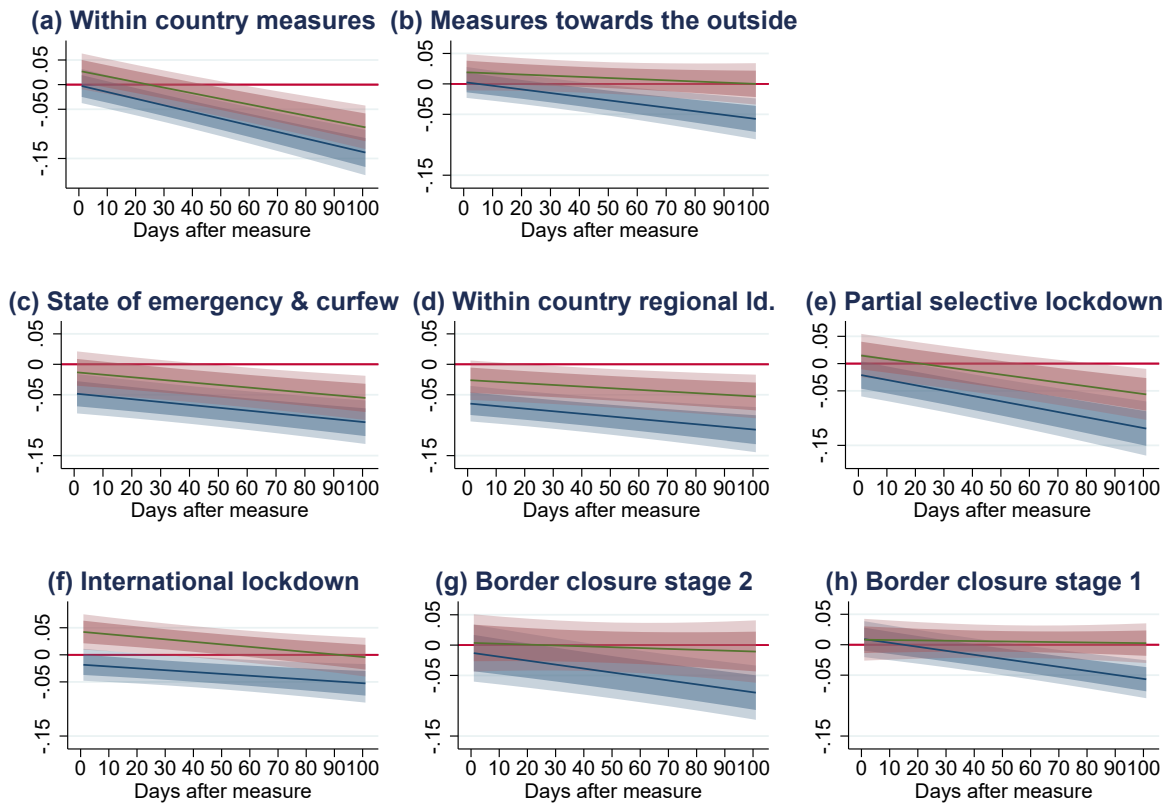 (a) Within country measures
(b) Measures towards the outside
.05
0
-.05
-.15
0 10 20 30 40 50 60 70 80 90100
Days after measure
.05
0
-.05
-.15
0 10 20 30 40 50 60 70 80 90100
Days after measure
(c) State of emergency & curfew
(d) Within country regional ld.
(e) Partial selective lockdown
.05
0
-.05
-.15
0 10 20 30 40 50 60 70 80 90100
Days after measure
.05
0
-.05
-.15
0 10 20 30 40 50 60 70 80 90100
Days after measure
.05
0
-.05
-.15
0 10 20 30 40 50 60 70 80 90100
Days after measure
(f) International lockdown
(g) Border closure stage 2
(h) Border closure stage 1
.05
0
-.05
-.15
0 10 20 30 40 50 60 70 80 90100
Days after measure
.05
0
-.05
-.15
0 10 20 30 40 50 60 70 80 90100
Days after measure
.05
0
-.05
-.15
0 10 20 30 40 50 60 70 80 90100
Days after measure